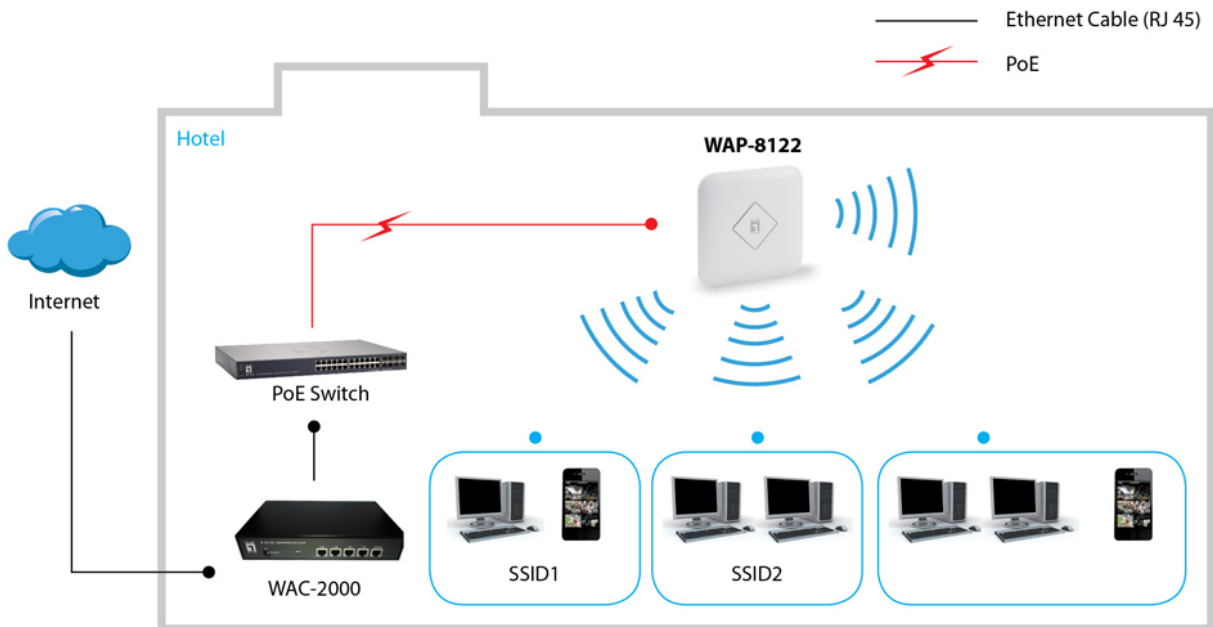 Ethernet Cable (RJ 45)
PoE
Hotel
WAP-8122
Internet
PoE Switch
WAC-2000
SSID1
SSID2